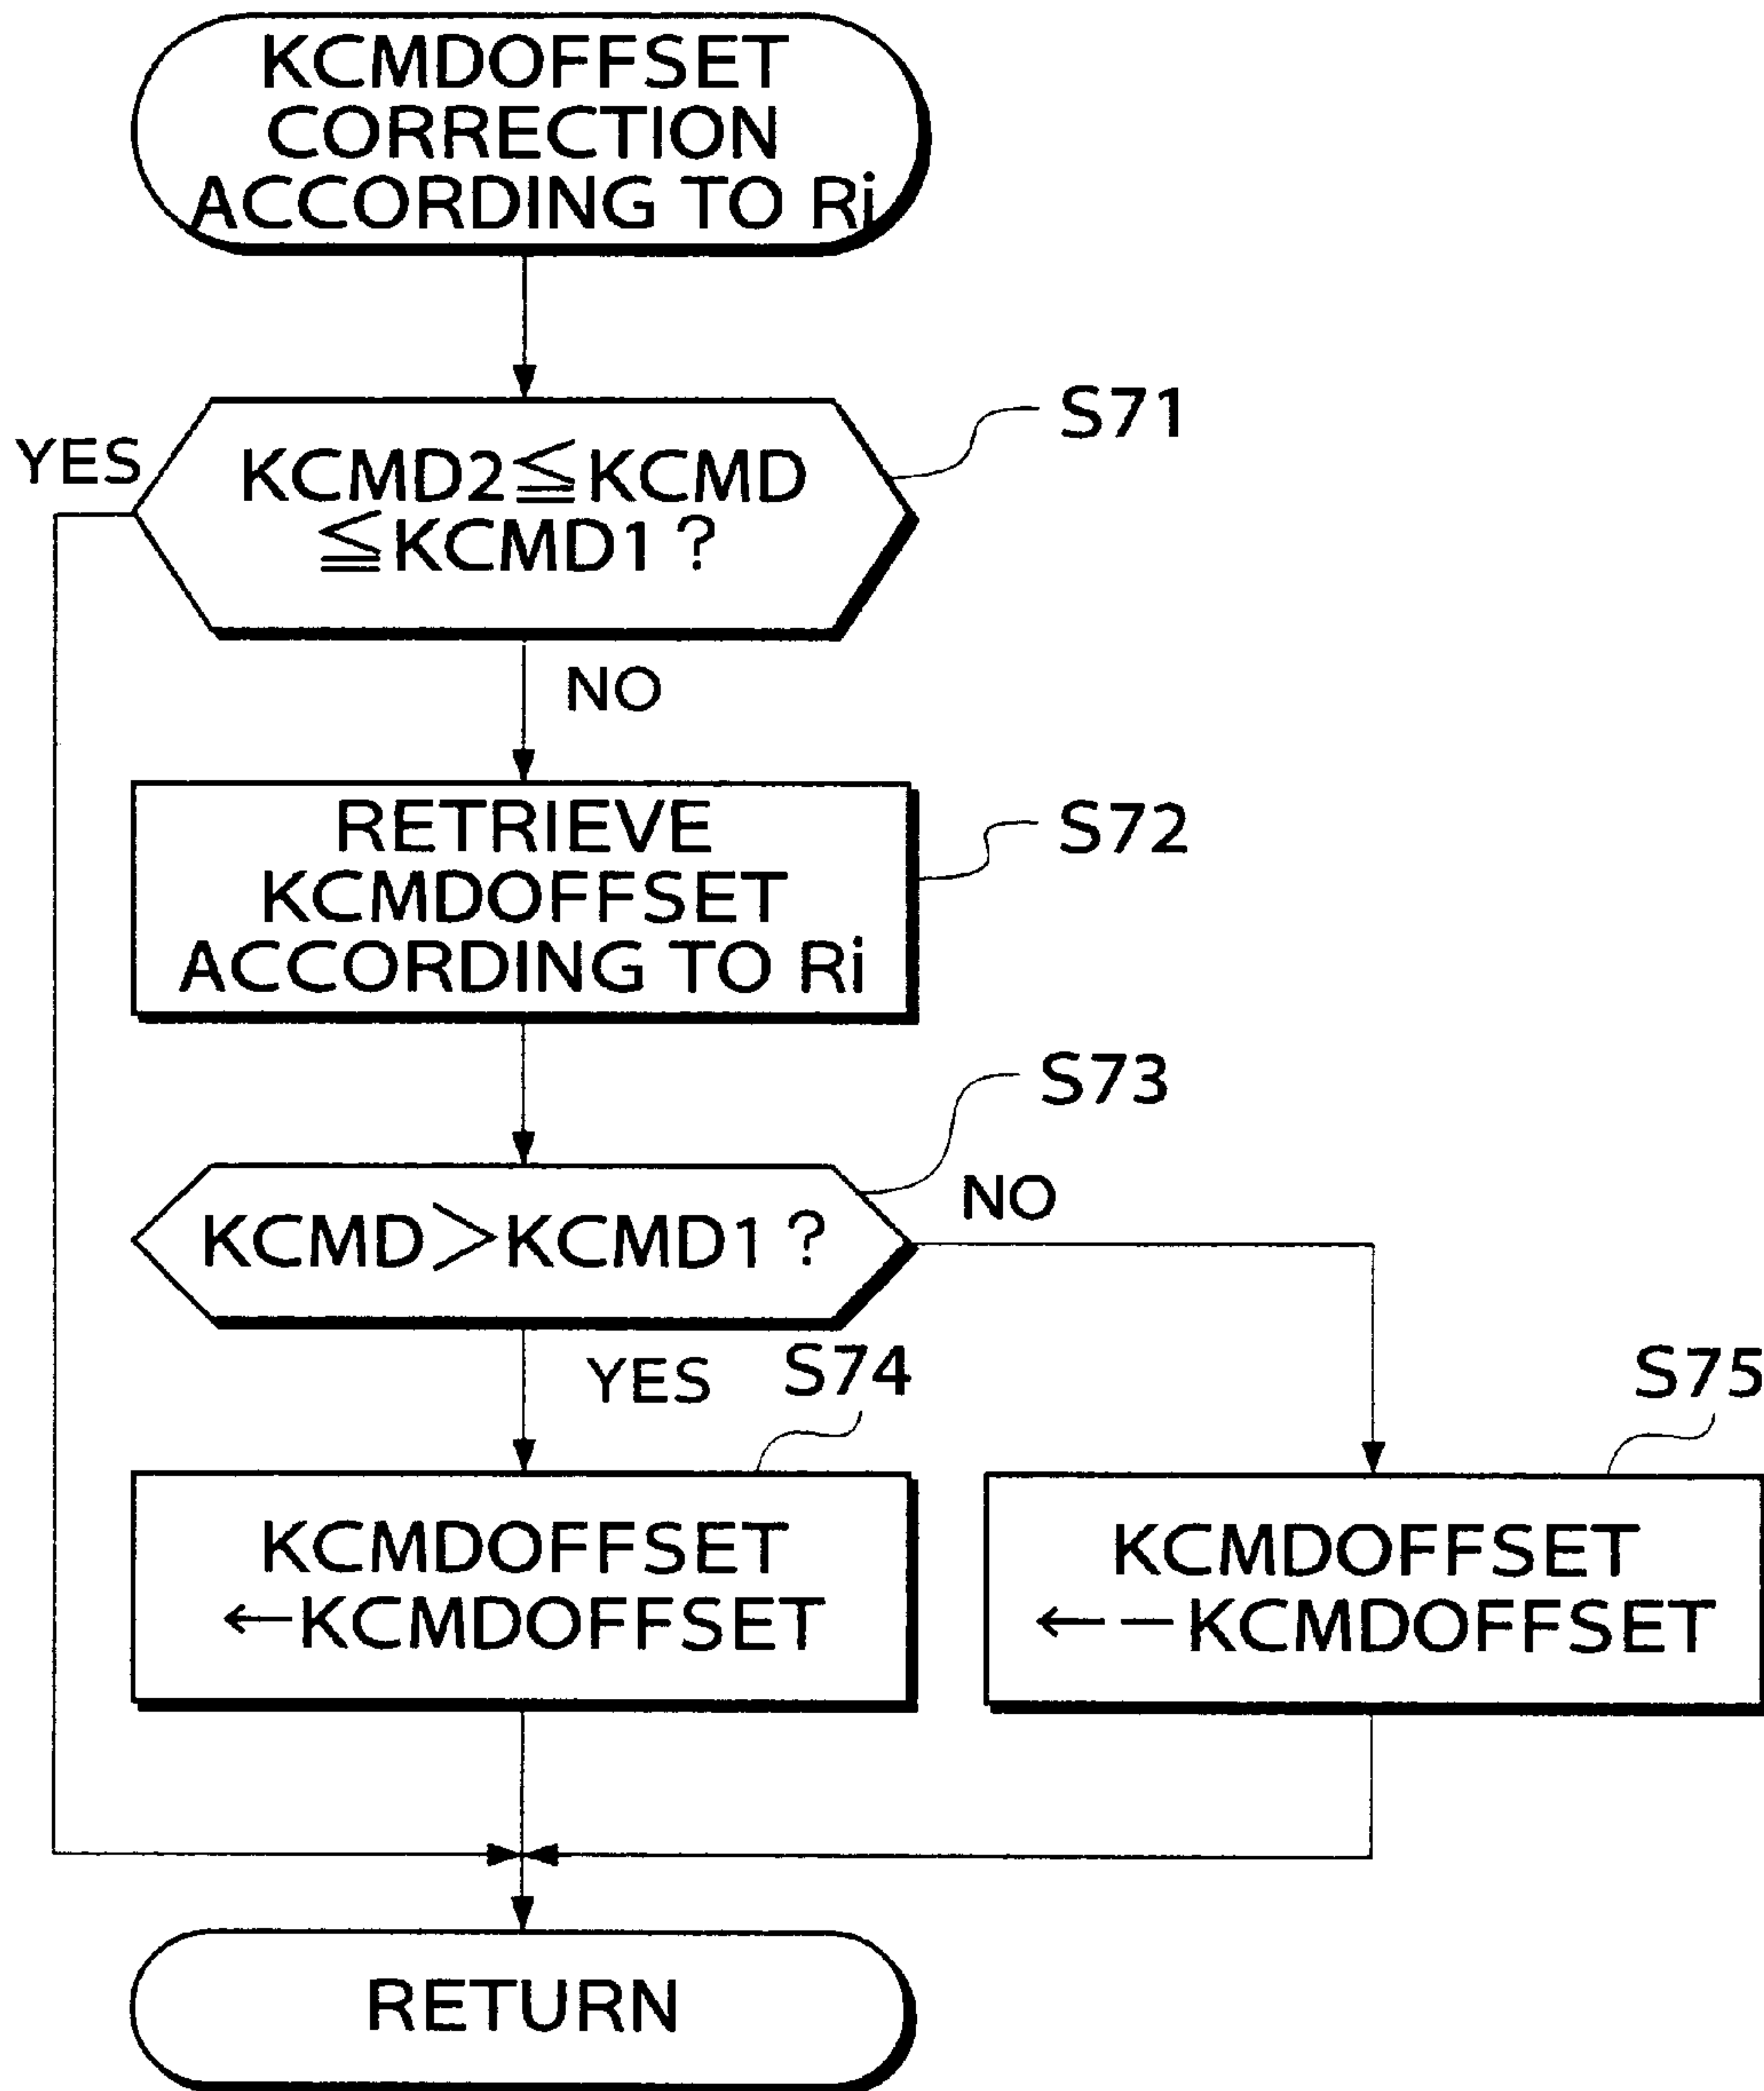 KCMDOFFSET
CORRECTION
ACCORDING TO Ri
S71
YES
KCMD2≦KCMD
≦KCMD1?
NO
RETRIEVE
KCMDOFFSET
ACCORDING TO Ri
S72
S73
KCMD>KCMD1?
NO
YES
S74
S75
KCMDOFFSET
←KCMDOFFSET
KCMDOFFSET
←−KCMDOFFSET
RETURN